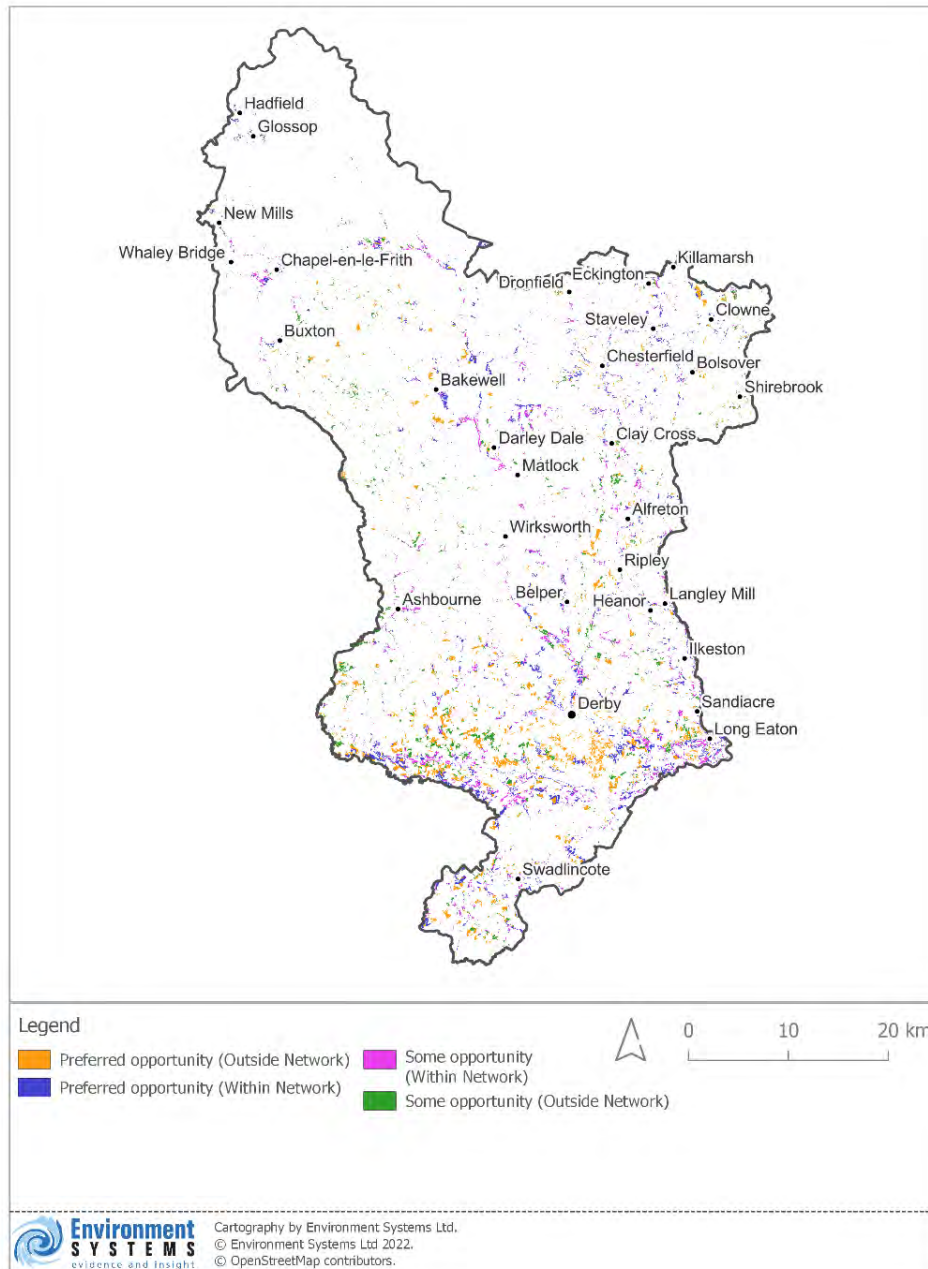 Hadfield
Glossop
New Mills
Whaley Bridge
Chapel-en-le-Frith
Killamarsh
Eckington
Dronfield
Clowne
Staveley
Buxton
Chesterfield
Bolsover
Bakewell
Shirebrook
Darley Dale
Clay Cross
Matlock
Alfreton
Wirksworth
Ripley
Belper
Heanor
Langley Mill
Ashbourne
Ilkeston
Derby
Sandiacre
Long Eaton
Swadlincote
Legend
Preferred opportunity (Outside Network)
Preferred opportunity (Within Network)
Some opportunity
(Within Network)
Some opportunity (Outside Network)
0 10 20 km
Environment
SYSTEMS
evidence and insight
Cartography by Environment Systems Ltd.
© Environment Systems Ltd 2022.
© OpenStreetMap contributors.